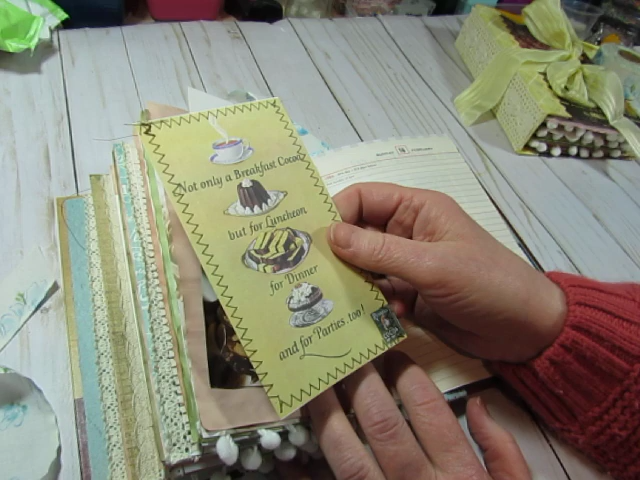 Not only a Breakfast Cocoa
but for Luncheon
for Dinner
and for Parties too!